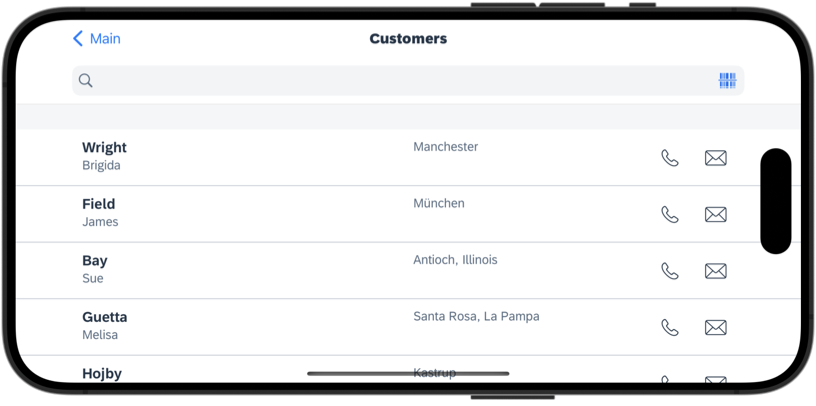 Main
Customers
Wright
Manchester
Brigida
Field
München
James
Bay
Antioch, Illinois
Sue
Guetta
Santa Rosa, La Pampa
Melisa
Hojby
Kastrup